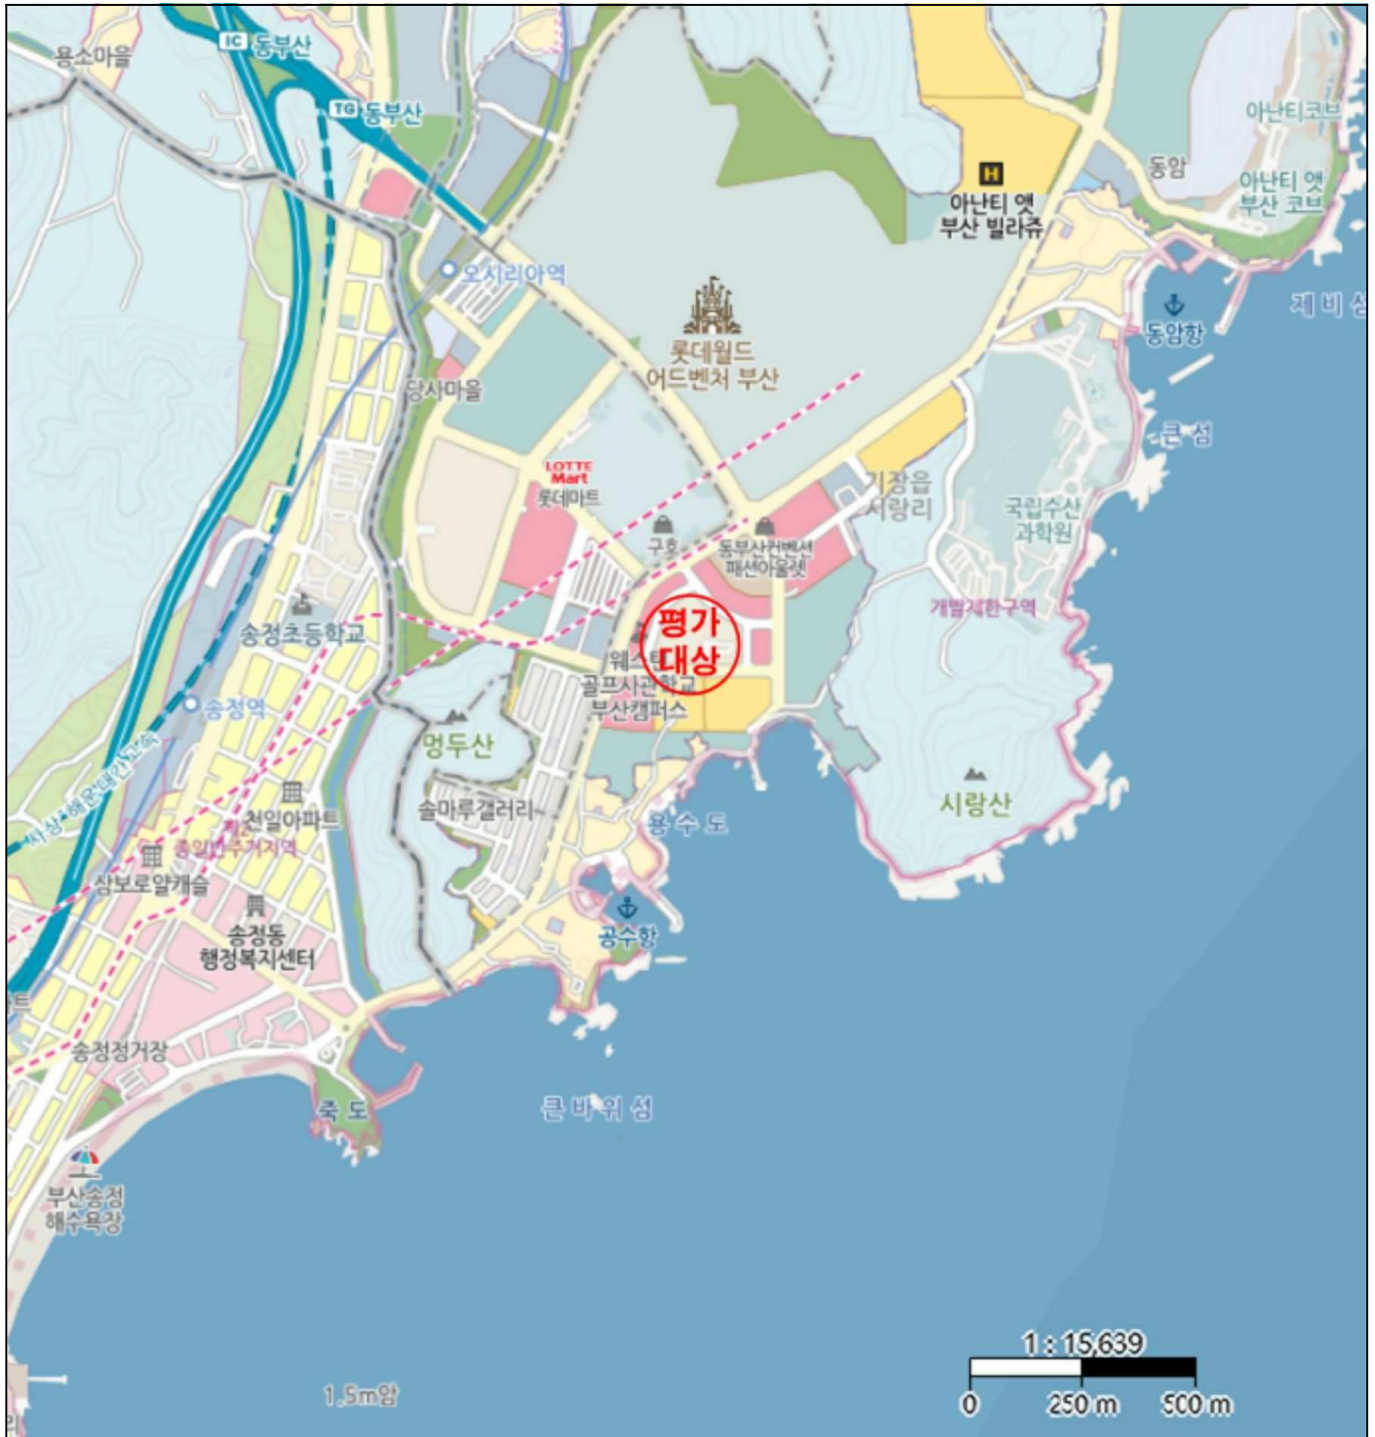 IC 동부산
용소마을
TG 동부산
아난티코브
동암
아난티 앳
부산 코브
H
아난티 앳
부산 빌라쥬
오시리아역
제비섬
동암항
롯데월드
어드벤처 부산
당사마을
큰섬
LOTTE
Mart
롯데마트
기장읍
시랑리
국립수산
과학원
구호
동부산컨벤션
패션아울렛
개별제한구역
송정초등학교
평가
대상
골프사관학교
부산캠퍼스
송정역
멍두산
솔마루갤러리
시랑산
용수도
천일아파트
삼보로얄캐슬
공수항
송정동
행정복지센터
송정정거장
죽도
큰바위섬
부산송정
해수욕장
1.5m암
1 : 15,639
0 250 m 500 m